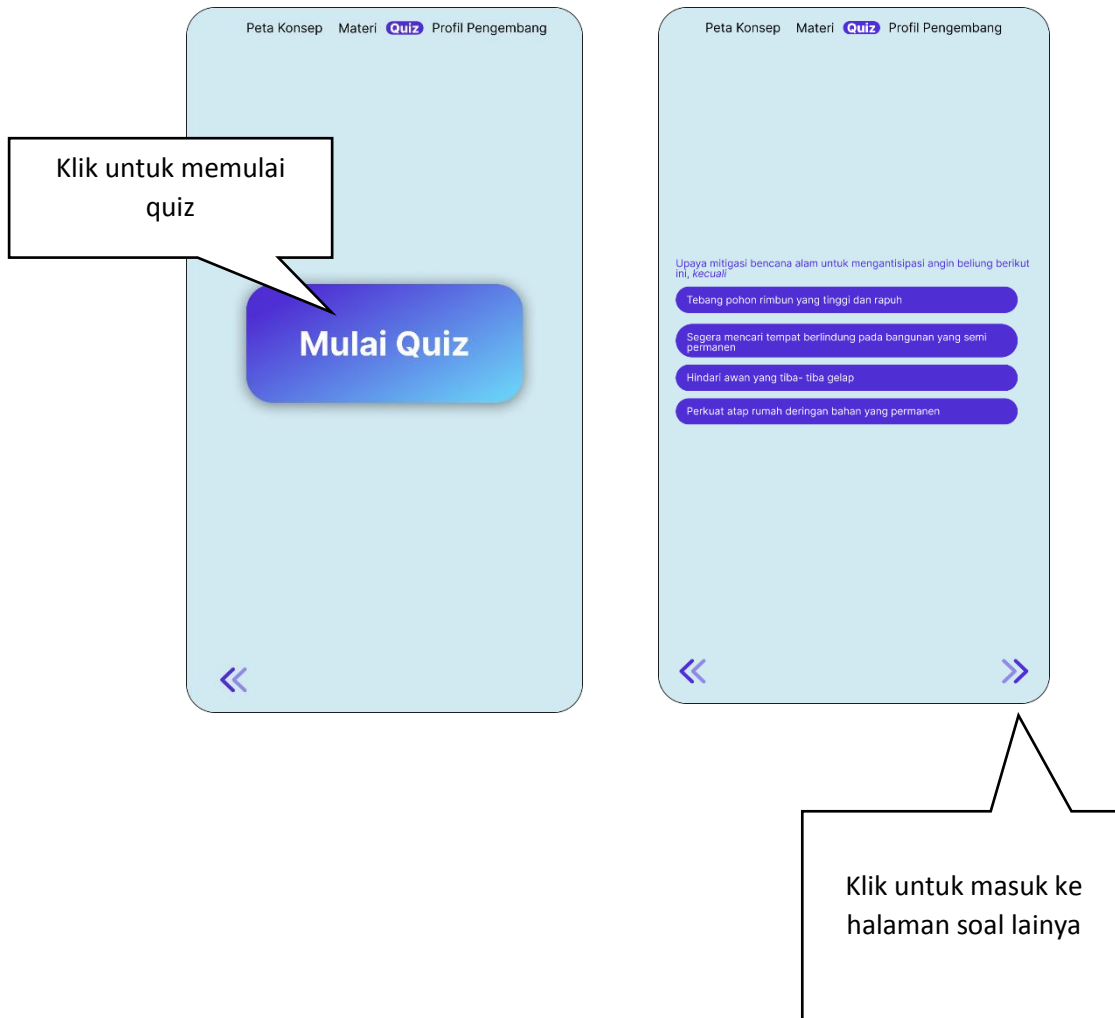 Peta Konsep Materi Quiz Profil Pengembang
Klik untuk memulai
quiz
Mulai Quiz
Peta Konsep Materi Quiz Profil Pengembang
Upaya mitigasi bencana alam untuk mengantisipasi angin beliung berikut
ini, kecuali
Tebang pohon rimbun yang tinggi dan rapuh
Segera mencari tempat berlindung pada bangunan yang semi
permanen
Hindari awan yang tiba- tiba gelap
Perkuat atap rumah deringan bahan yang permanen
Klik untuk masuk ke
halaman soal lainya